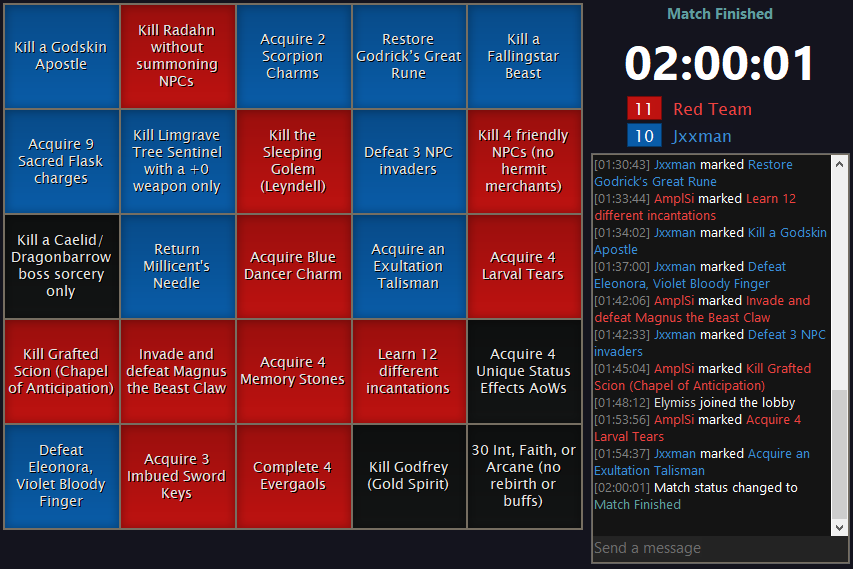 Kill a Godskin
Apostle
Kill Radahn
without
summoning
NPCs
Acquire 2
Scorpion
Charms
Restore
Godrick's Great
Rune
Kill a
Fallingstar
Beast
Acquire 9
Sacred Flask
charges
Kill Limgrave
Tree Sentinel
with a +0
weapon only
Kill the
Sleeping
Golem
(Leyndell)
Defeat 3 NPC
invaders
Kill 4 friendly
NPCs (no
hermit
merchants)
Kill a Caelid/
Dragonbarrow
boss sorcery
only
Return
Millicent's
Needle
Acquire Blue
Dancer Charm
Acquire an
Exultation
Talisman
Acquire 4
Larval Tears
Kill Grafted
Scion (Chapel
of Anticipation)
Invade and
defeat Magnus
the Beast Claw
Acquire 4
Memory Stones
Learn 12
different
incantations
Acquire 4
Unique Status
Effects AoWs
Defeat
Eleonora,
Violet Bloody
Finger
Acquire 3
Imbued Sword
Keys
Complete 4
Evergaols
Kill Godfrey
(Gold Spirit)
30 Int, Faith, or
Arcane (no
rebirth or
buffs)
Match Finished
02:00:01
11 Red Team
10 Jxxman
[01:30:43] Jxxman marked Restore
Godrick's Great Rune
[01:33:44] AmplSi marked Learn 12
different incantations
[01:34:02] Jxxman marked Kill a Godskin
Apostle
[01:37:00] Jxxman marked Defeat
Eleonora, Violet Bloody Finger
[01:42:06] AmplSi marked Invade and
defeat Magnus the Beast Claw
[01:42:33] Jxxman marked Defeat 3 NPC
invaders
[01:45:04] AmplSi marked Kill Grafted
Scion (Chapel of Anticipation)
[01:48:12] Elymiss joined the lobby
[01:53:56] AmplSi marked Acquire 4
Larval Tears
[01:54:37] Jxxman marked Acquire an
Exultation Talisman
[02:00:01] Match status changed to
Match Finished
Send a message